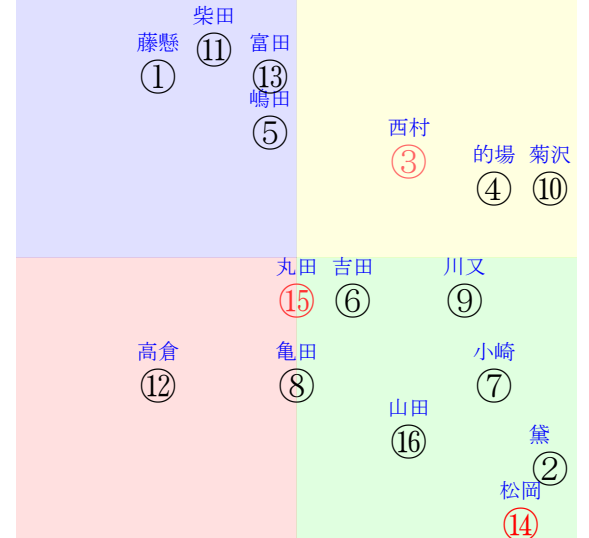 柴田
⑪
藤懸
①
富田
⑬
嶋田
⑤
西村
③
的場
④
菊沢
⑩
丸田
⑮
吉田
⑥
川又
⑨
高倉
⑫
亀田
⑧
小崎
⑦
山田
⑯
黛
②
松岡
⑭